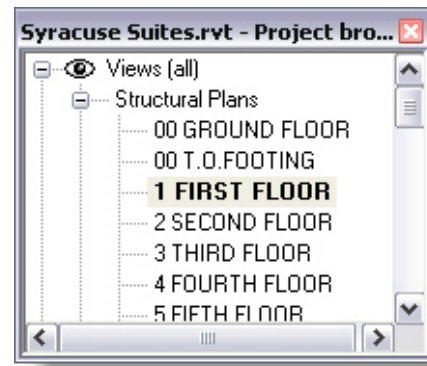 Syracuse Suites.rvt - Project bro...
Views (all)
Structural Plans
00 GROUND FLOOR
00 T.O.FOOTING
1 FIRST FLOOR
2 SECOND FLOOR
3 THIRD FLOOR
4 FOURTH FLOOR
5 FIFTH FLOOR